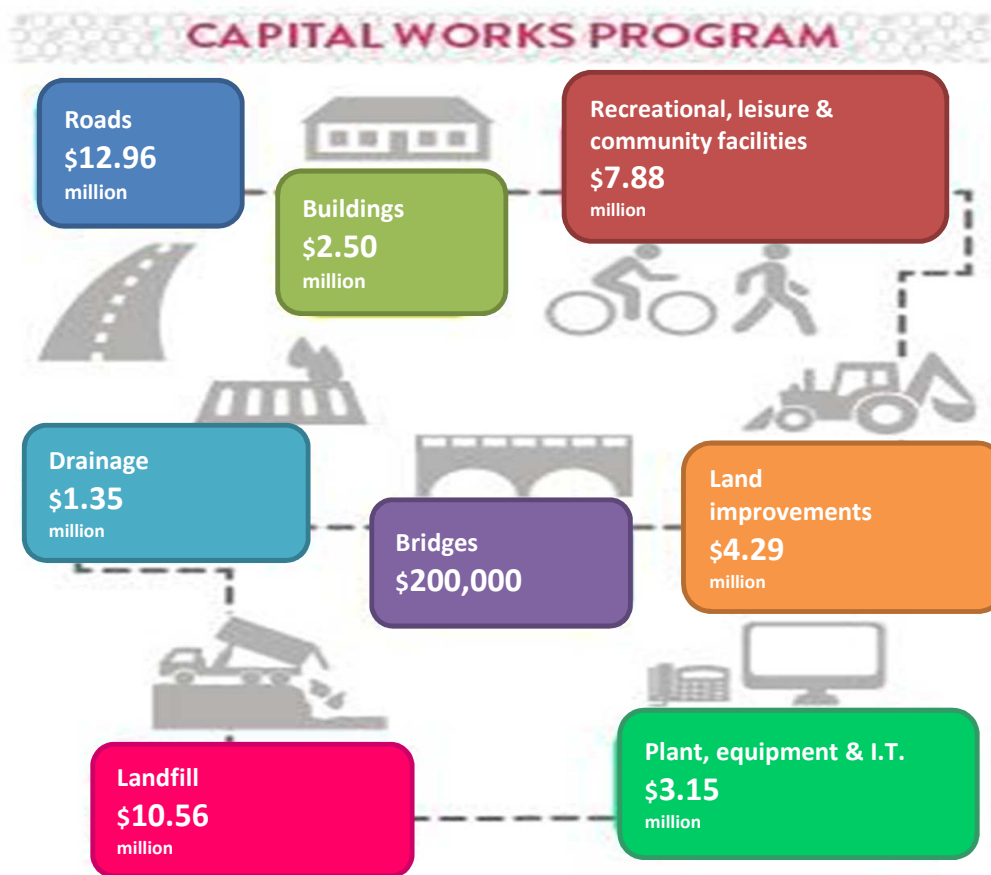 CAPITAL WORKS PROGRAM
Roads
$12.96
million
Buildings
$2.50
million
Recreational, leisure &
community facilities
$7.88
million
Drainage
$1.35
million
Bridges
$200,000
Land
improvements
$4.29
million
Landfill
$10.56
million
Plant, equipment & I.T.
$3.15
million